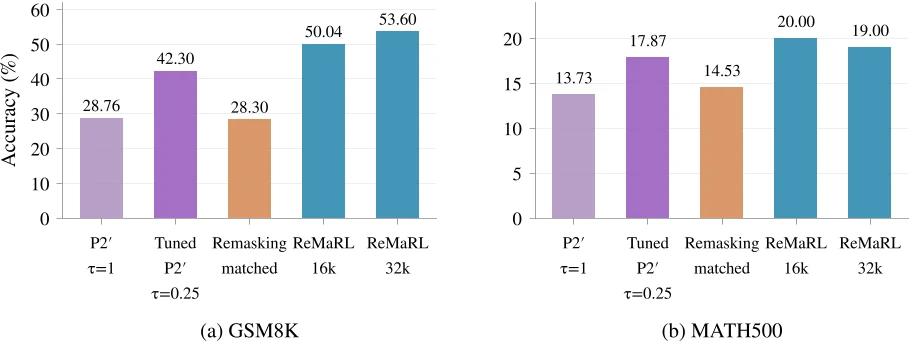 Accuracy (%)
60
50
40
30
20
10
0
28.76
42.30
28.30
50.04
53.60
P2′
τ=1
Tuned
P2′
τ=0.25
Remasking
matched
ReMaRL
16k
ReMaRL
32k
(a) GSM8K
20
15
10
5
0
13.73
17.87
14.53
20.00
19.00
P2′
τ=1
Tuned
P2′
τ=0.25
Remasking
matched
ReMaRL
16k
ReMaRL
32k
(b) MATH500